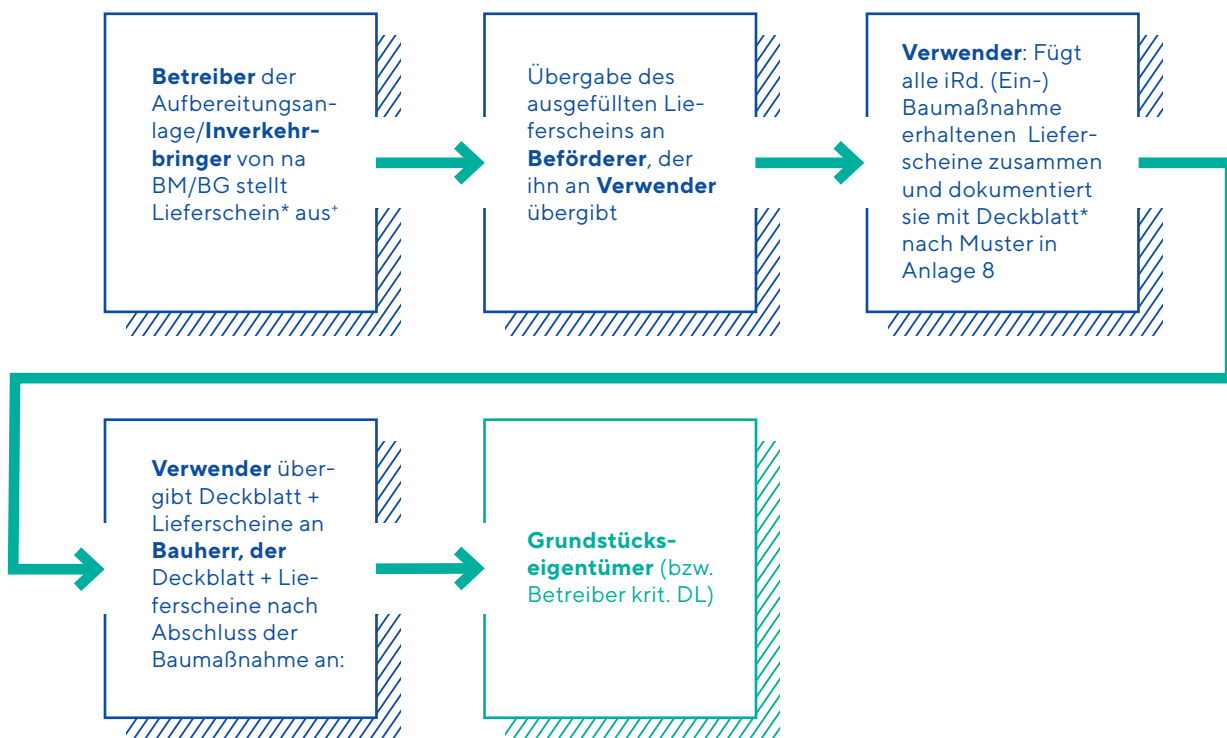 Betreiber der
Aufbereitungsan-
lage/Inverkehr-
bringer von na
BM/BG stellt
Lieferschein* aus⁺
Übergabe des
ausgefüllten Lie-
ferscheins an
Beförderer, der
ihn an Verwender
übergibt
Verwender: Fügt
alle iRd. (Ein-)
Baumaßnahme
erhaltenen Liefer-
scheine zusammen
und dokumentiert
sie mit Deckblatt*
nach Muster in
Anlage 8
Verwender über-
gibt Deckblatt +
Lieferscheine an
Bauherr, der
Deckblatt + Lie-
ferscheine nach
Abschluss der
Baumaßnahme an:
Grundstücks-
eigentümer (bzw.
Betreiber krit. DL)